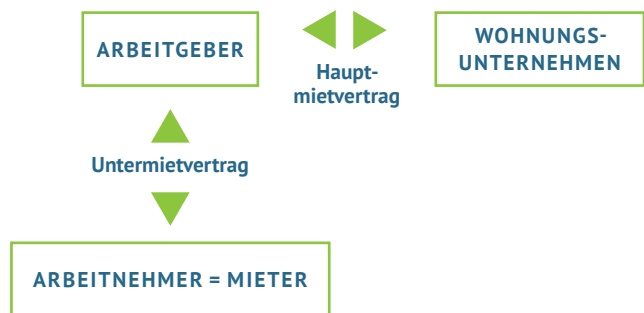 ARBEITGEBER
WOHNUNGS-
UNTERNEHMEN
Haupt-
mietvertrag
Untermietvertrag
ARBEITNEHMER = MIETER